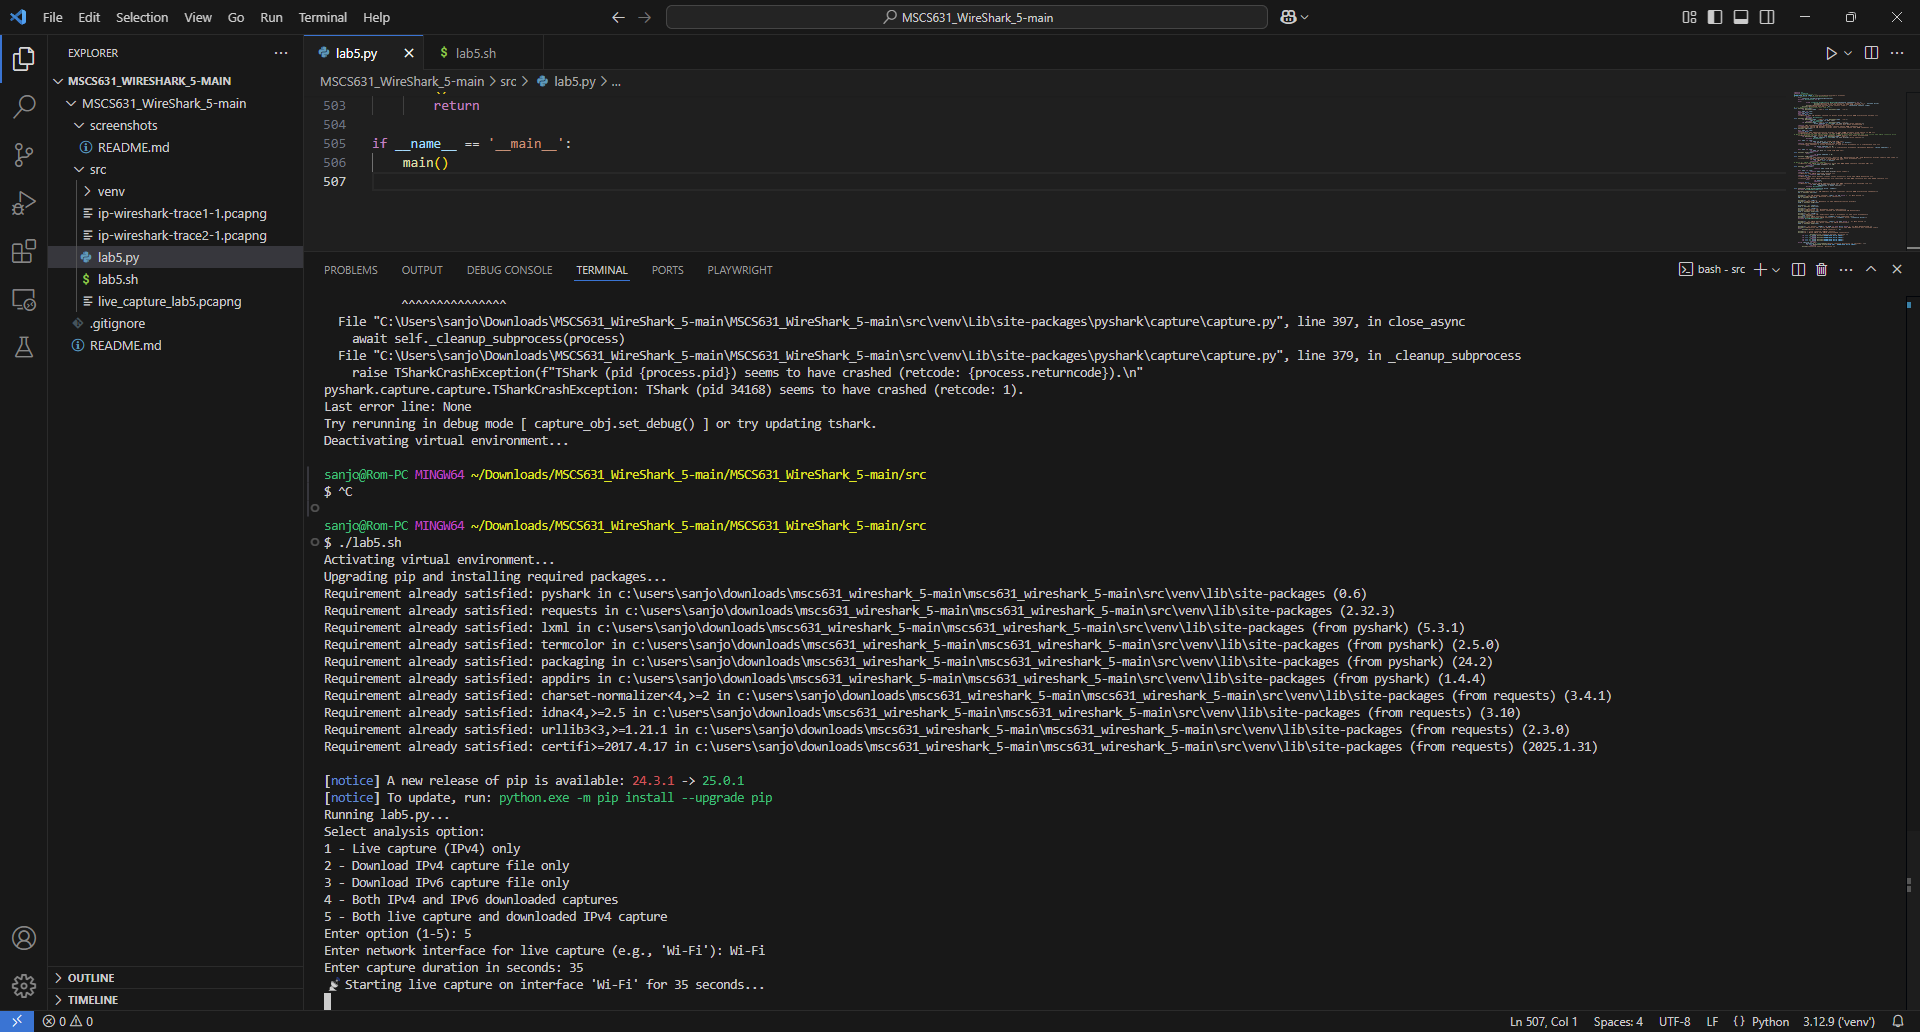 File Edit Selection View Go Run Terminal Help
MSCS631_WireShark_5-main
EXPLORER
MSCS631_WIRESHARK_5-MAIN
MSCS631_WireShark_5-main
screenshots
README.md
src
venv
ip-wireshark-trace1-1.pcapng
ip-wireshark-trace2-1.pcapng
lab5.py
$ lab5.sh
live_capture_lab5.pcapng
.gitignore
README.md
OUTLINE
TIMELINE
lab5.py
$ lab5.sh
MSCS631_WireShark_5-main > src > lab5.py > ...
503 return
504
505 if __name__ == '__main__':
506 main()
507
PROBLEMS OUTPUT DEBUG CONSOLE TERMINAL PORTS PLAYWRIGHT
bash - src
^^^^^^^^^^^^^^^
File "C:\Users\sanjo\Downloads\MSCS631_WireShark_5-main\MSCS631_WireShark_5-main\src\venv\Lib\site-packages\pyshark\capture\capture.py", line 397, in close_async
await self._cleanup_subprocess(process)
File "C:\Users\sanjo\Downloads\MSCS631_WireShark_5-main\MSCS631_WireShark_5-main\src\venv\Lib\site-packages\pyshark\capture\capture.py", line 379, in _cleanup_subprocess
raise TSharkCrashException(f"TShark (pid {process.pid}) seems to have crashed (retcode: {process.returncode}).\n"
pyshark.capture.capture.TSharkCrashException: TShark (pid 34168) seems to have crashed (retcode: 1).
Last error line: None
Try rerunning in debug mode [ capture_obj.set_debug() ] or try updating tshark.
Deactivating virtual environment...
sanjo@Rom-PC MINGW64 ~/Downloads/MSCS631_WireShark_5-main/MSCS631_WireShark_5-main/src
$ ^C
sanjo@Rom-PC MINGW64 ~/Downloads/MSCS631_WireShark_5-main/MSCS631_WireShark_5-main/src
$ ./lab5.sh
Activating virtual environment...
Upgrading pip and installing required packages...
Requirement already satisfied: pyshark in c:\users\sanjo\downloads\mscs631_wireshark_5-main\mscs631_wireshark_5-main\src\venv\lib\site-packages (0.6)
Requirement already satisfied: requests in c:\users\sanjo\downloads\mscs631_wireshark_5-main\mscs631_wireshark_5-main\src\venv\lib\site-packages (2.32.3)
Requirement already satisfied: lxml in c:\users\sanjo\downloads\mscs631_wireshark_5-main\mscs631_wireshark_5-main\src\venv\lib\site-packages (from pyshark) (5.3.1)
Requirement already satisfied: termcolor in c:\users\sanjo\downloads\mscs631_wireshark_5-main\mscs631_wireshark_5-main\src\venv\lib\site-packages (from pyshark) (2.5.0)
Requirement already satisfied: packaging in c:\users\sanjo\downloads\mscs631_wireshark_5-main\mscs631_wireshark_5-main\src\venv\lib\site-packages (from pyshark) (24.2)
Requirement already satisfied: appdirs in c:\users\sanjo\downloads\mscs631_wireshark_5-main\mscs631_wireshark_5-main\src\venv\lib\site-packages (from pyshark) (1.4.4)
Requirement already satisfied: charset-normalizer<4,>=2 in c:\users\sanjo\downloads\mscs631_wireshark_5-main\mscs631_wireshark_5-main\src\venv\lib\site-packages (from requests) (3.4.1)
Requirement already satisfied: idna<4,>=2.5 in c:\users\sanjo\downloads\mscs631_wireshark_5-main\mscs631_wireshark_5-main\src\venv\lib\site-packages (from requests) (3.10)
Requirement already satisfied: urllib3<3,>=1.21.1 in c:\users\sanjo\downloads\mscs631_wireshark_5-main\mscs631_wireshark_5-main\src\venv\lib\site-packages (from requests) (2.3.0)
Requirement already satisfied: certifi>=2017.4.17 in c:\users\sanjo\downloads\mscs631_wireshark_5-main\mscs631_wireshark_5-main\src\venv\lib\site-packages (from requests) (2025.1.31)
[notice] A new release of pip is available: 24.3.1 -> 25.0.1
[notice] To update, run: python.exe -m pip install --upgrade pip
Running lab5.py...
Select analysis option:
1 - Live capture (IPv4) only
2 - Download IPv4 capture file only
3 - Download IPv6 capture file only
4 - Both IPv4 and IPv6 downloaded captures
5 - Both live capture and downloaded IPv4 capture
Enter option (1-5): 5
Enter network interface for live capture (e.g., 'Wi-Fi'): Wi-Fi
Enter capture duration in seconds: 35
Starting live capture on interface 'Wi-Fi' for 35 seconds...
0 0 Ln 507, Col 1 Spaces: 4 UTF-8 LF {} Python 3.12.9 ('venv')